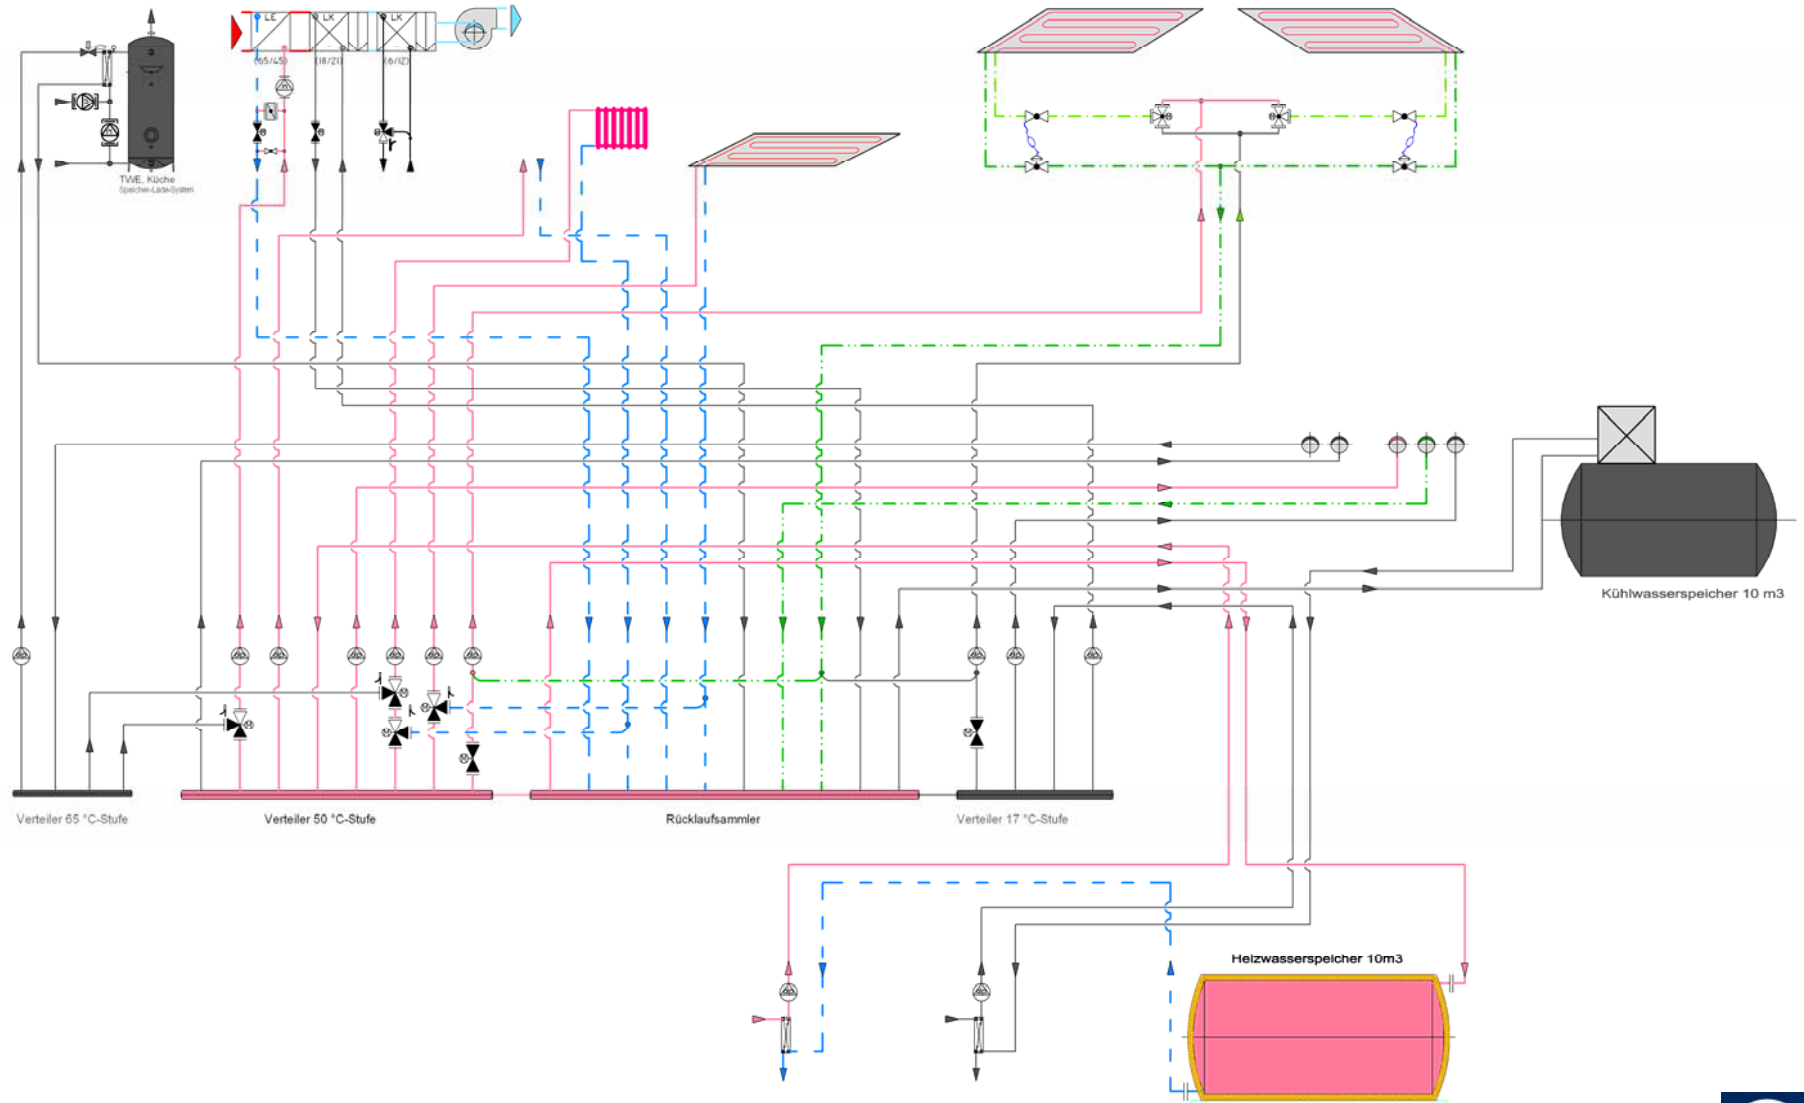 LE
LK
LK
(65/45)
(18/21)
(6/12)
TWE, Küche
Speicher-Lade-System
Kühlwasserspeicher 10 m3
Verteiler 65 °C-Stufe
Verteiler 50 °C-Stufe
Rücklaufsammler
Verteiler 17 °C-Stufe
Heizwasserspeicher 10m3